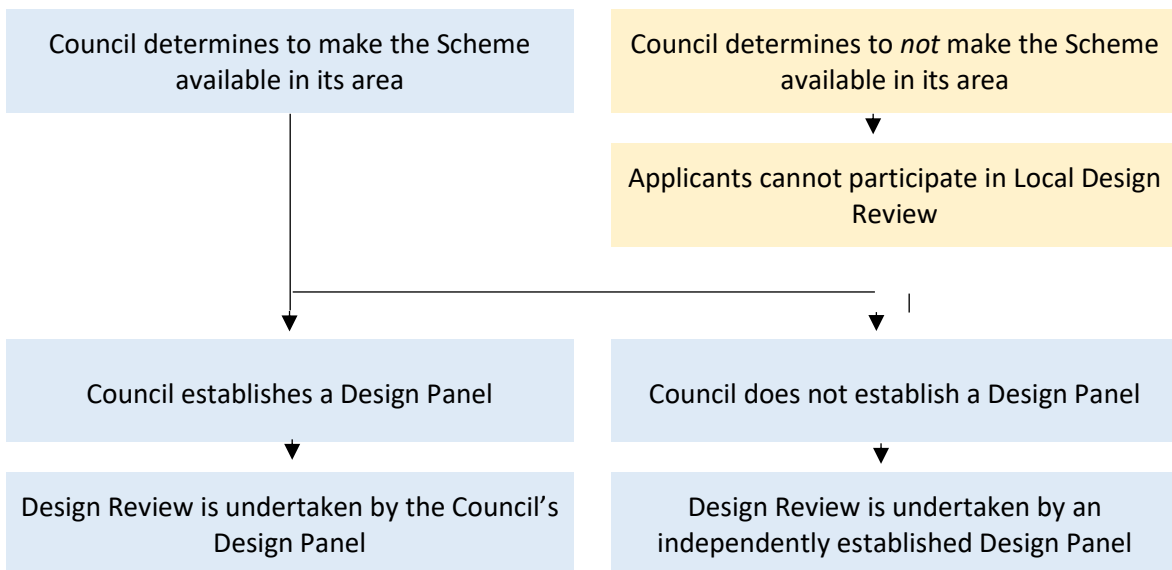 Council determines to make the Scheme
available in its area
Council determines to not make the Scheme
available in its area
Applicants cannot participate in Local Design
Review
Council establishes a Design Panel
Council does not establish a Design Panel
Design Review is undertaken by the Council’s
Design Panel
Design Review is undertaken by an
independently established Design Panel